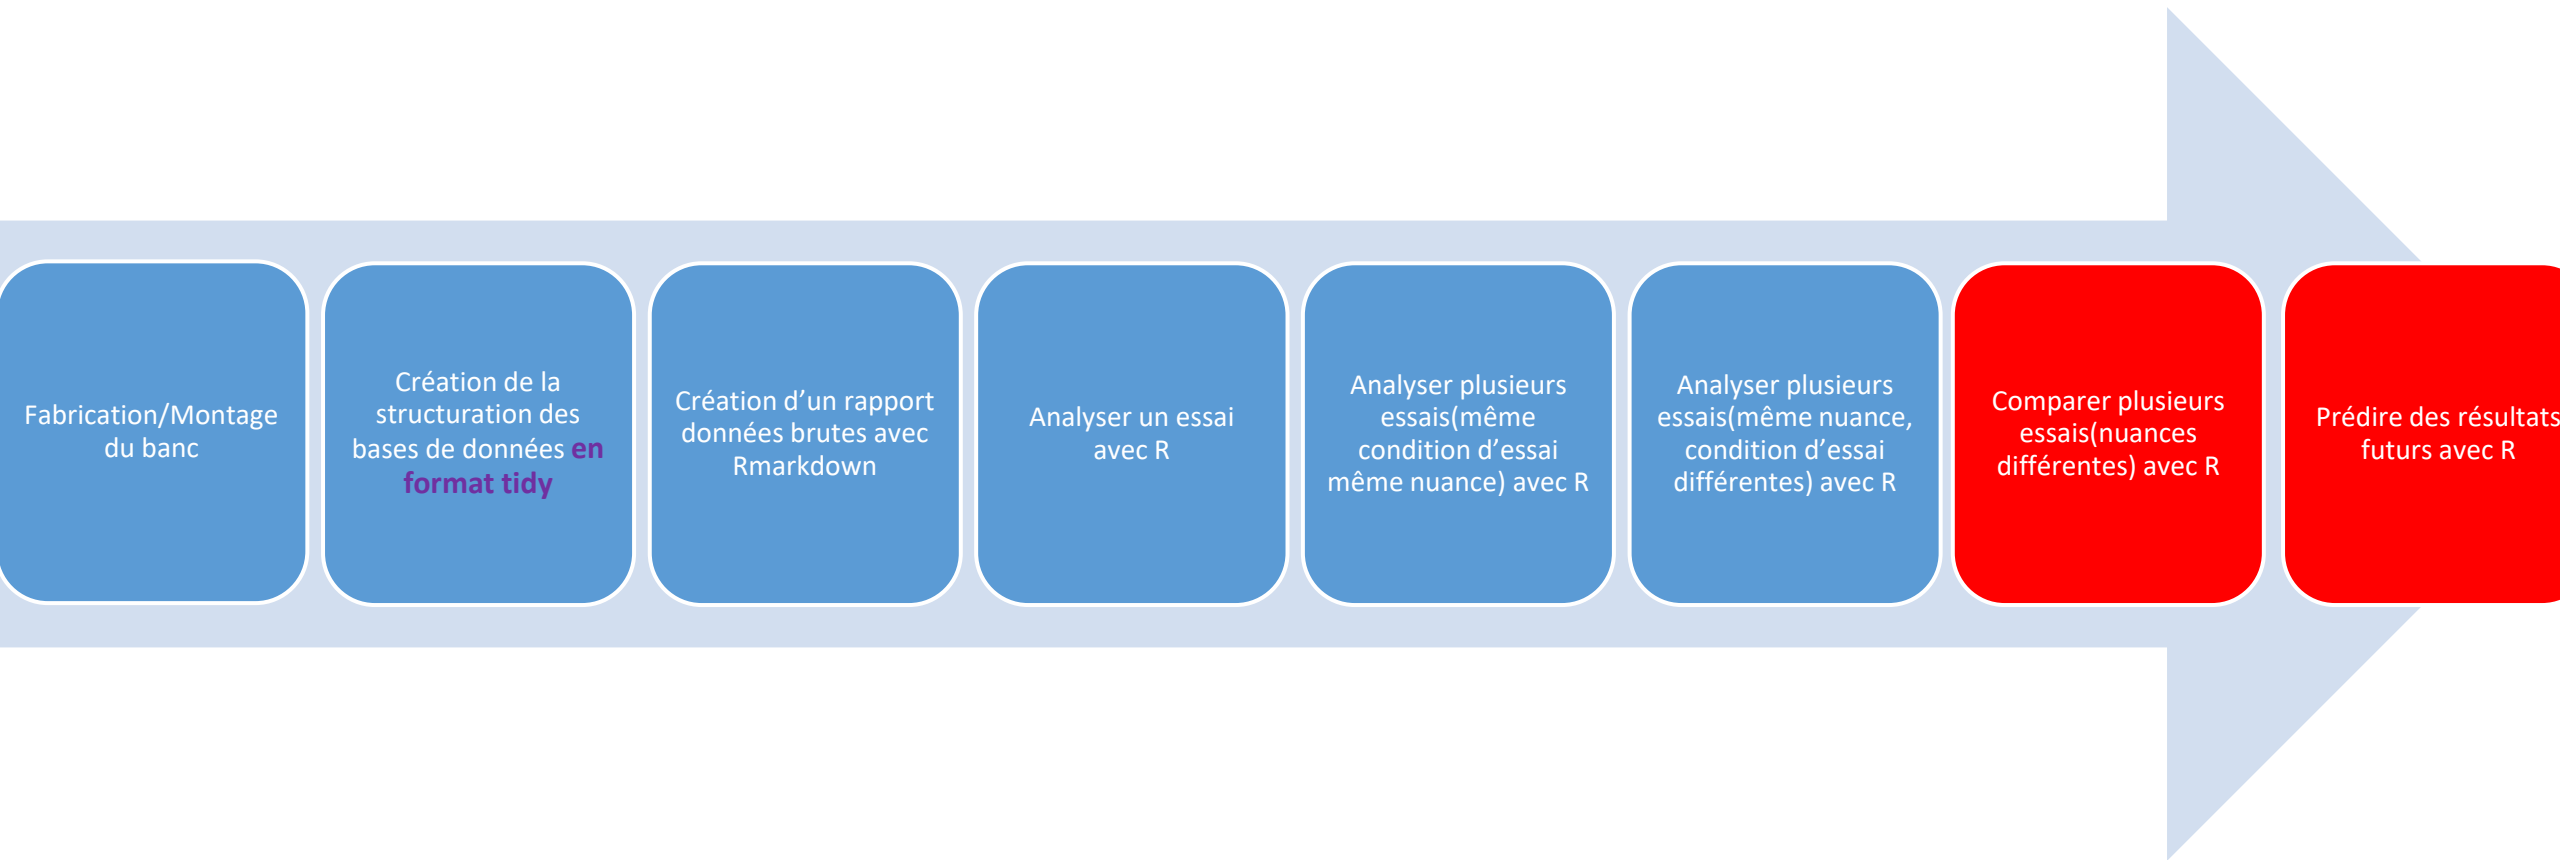 Fabrication/Montage
du banc
Création de la
structuration des
bases de données en
format tidy
Création d’un rapport
données brutes avec
Rmarkdown
Analyser un essai
avec R
Analyser plusieurs
essais(même
condition d’essai
même nuance) avec R
Analyser plusieurs
essais(même nuance,
condition d’essai
différentes) avec R
Comparer plusieurs
essais(nuances
différentes) avec R
Prédire des résultats
futurs avec R